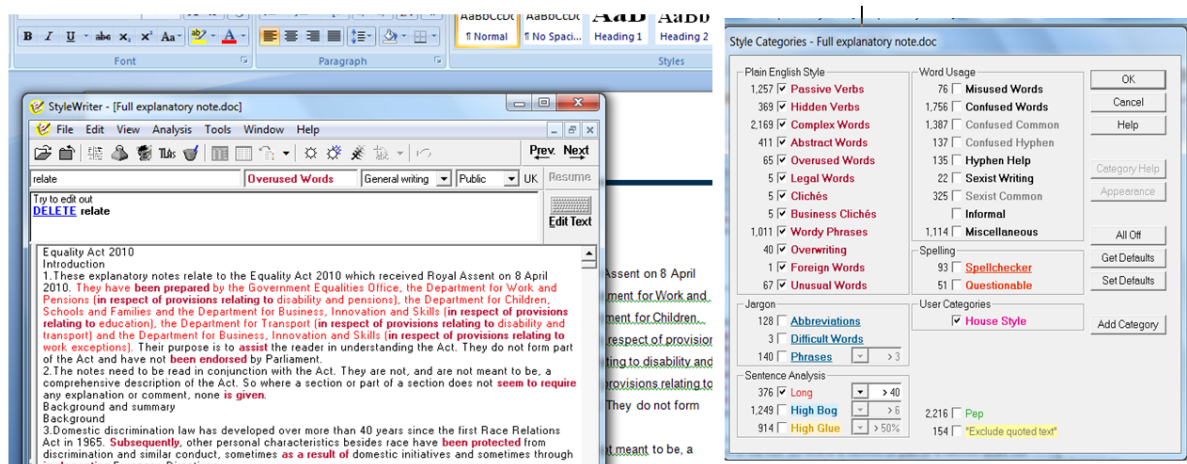 AaBbCcDc AaBbCcDc AaBb AaBb
B I U abc x₂ x² Aa ab A
¶ Normal ¶ No Spaci... Heading 1 Heading 2
Font Paragraph Styles
StyleWriter - [Full explanatory note.doc]
File Edit View Analysis Tools Window Help
TLAs Prev. Next
relate Overused Words General writing Public UK Resume
Try to edit out
DELETE relate
Edit Text
Equality Act 2010
Introduction
1.These explanatory notes relate to the Equality Act 2010 which received Royal Assent on 8 April
2010. They have been prepared by the Government Equalities Office, the Department for Work and
Pensions (in respect of provisions relating to disability and pensions), the Department for Children,
Schools and Families and the Department for Business, Innovation and Skills (in respect of provisions
relating to education), the Department for Transport (in respect of provisions relating to disability and
transport) and the Department for Business, Innovation and Skills (in respect of provisions relating to
work exceptions). Their purpose is to assist the reader in understanding the Act. They do not form part
of the Act and have not been endorsed by Parliament.
2.The notes need to be read in conjunction with the Act. They are not, and are not meant to be, a
comprehensive description of the Act. So where a section or part of a section does not seem to require
any explanation or comment, none is given.
Background and summary
Background
3.Domestic discrimination law has developed over more than 40 years since the first Race Relations
Act in 1965. Subsequently, other personal characteristics besides race have been protected from
discrimination and similar conduct, sometimes as a result of domestic initiatives and sometimes through
Assent on 8 April
ment for Work and
ment for Children,
respect of provision
ting to disability and
provisions relating to
They do not form
ot meant to be, a
Style Categories - Full explanatory note.doc
Plain English Style
1,257 Passive Verbs
369 Hidden Verbs
2,169 Complex Words
411 Abstract Words
65 Overused Words
5 Legal Words
5 Clichés
5 Business Clichés
1,011 Wordy Phrases
40 Overwriting
1 Foreign Words
67 Unusual Words
Jargon
128 Abbreviations
3 Difficult Words
140 Phrases > 3
Sentence Analysis
376 Long > 40
1,249 High Bog > 6
914 High Glue > 50%
Word Usage
76 Misused Words
1,756 Confused Words
1,387 Confused Common
137 Confused Hyphen
135 Hyphen Help
22 Sexist Writing
325 Sexist Common
Informal
1,114 Miscellaneous
Spelling
93 Spellchecker
51 Questionable
User Categories
House Style
2,216 Pep
154 "Exclude quoted text"
OK
Cancel
Help
Category Help
Appearance
All Off
Get Defaults
Set Defaults
Add Category